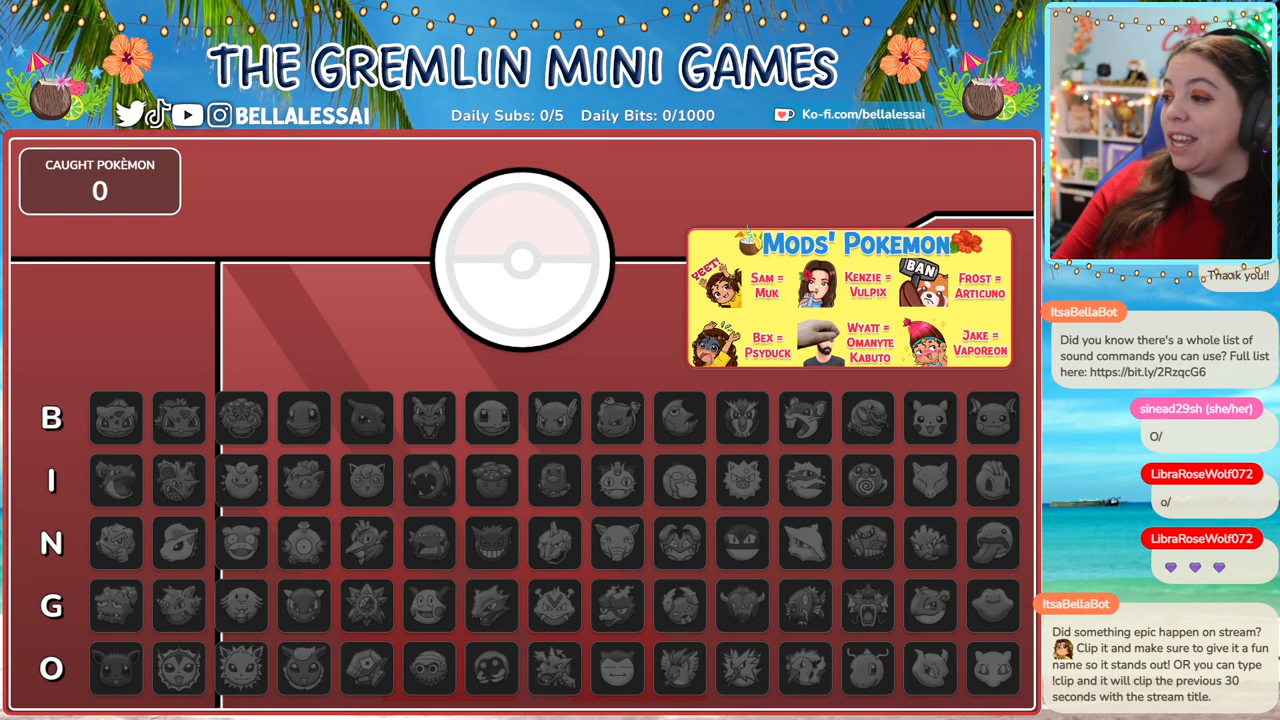 THE GREMLIN MINI GAMES
BELLALESSAI
Daily Subs: 0/5
Daily Bits: 0/1000
Ko-fi.com/bellalessai
CAUGHT POKÈMON
0
MODS' POKEMON
YEET!
SAM =
MUK
KENZIE =
VULPIX
BAN
FROST =
ARTICUNO
BEX =
PSYDUCK
WYATT =
OMANYTE
KABUTO
JAKE =
VAPOREON
B
I
N
G
O
Thank you!!
ItsaBellaBot
Did you know there's a whole list of
sound commands you can use? Full list
here: https://bit.ly/2RzqcG6
sinead29sh (she/her)
O/
LibraRoseWolf072
o/
LibraRoseWolf072
ItsaBellaBot
Did something epic happen on stream?
Clip it and make sure to give it a fun
name so it stands out! OR you can type
!clip and it will clip the previous 30
seconds with the stream title.